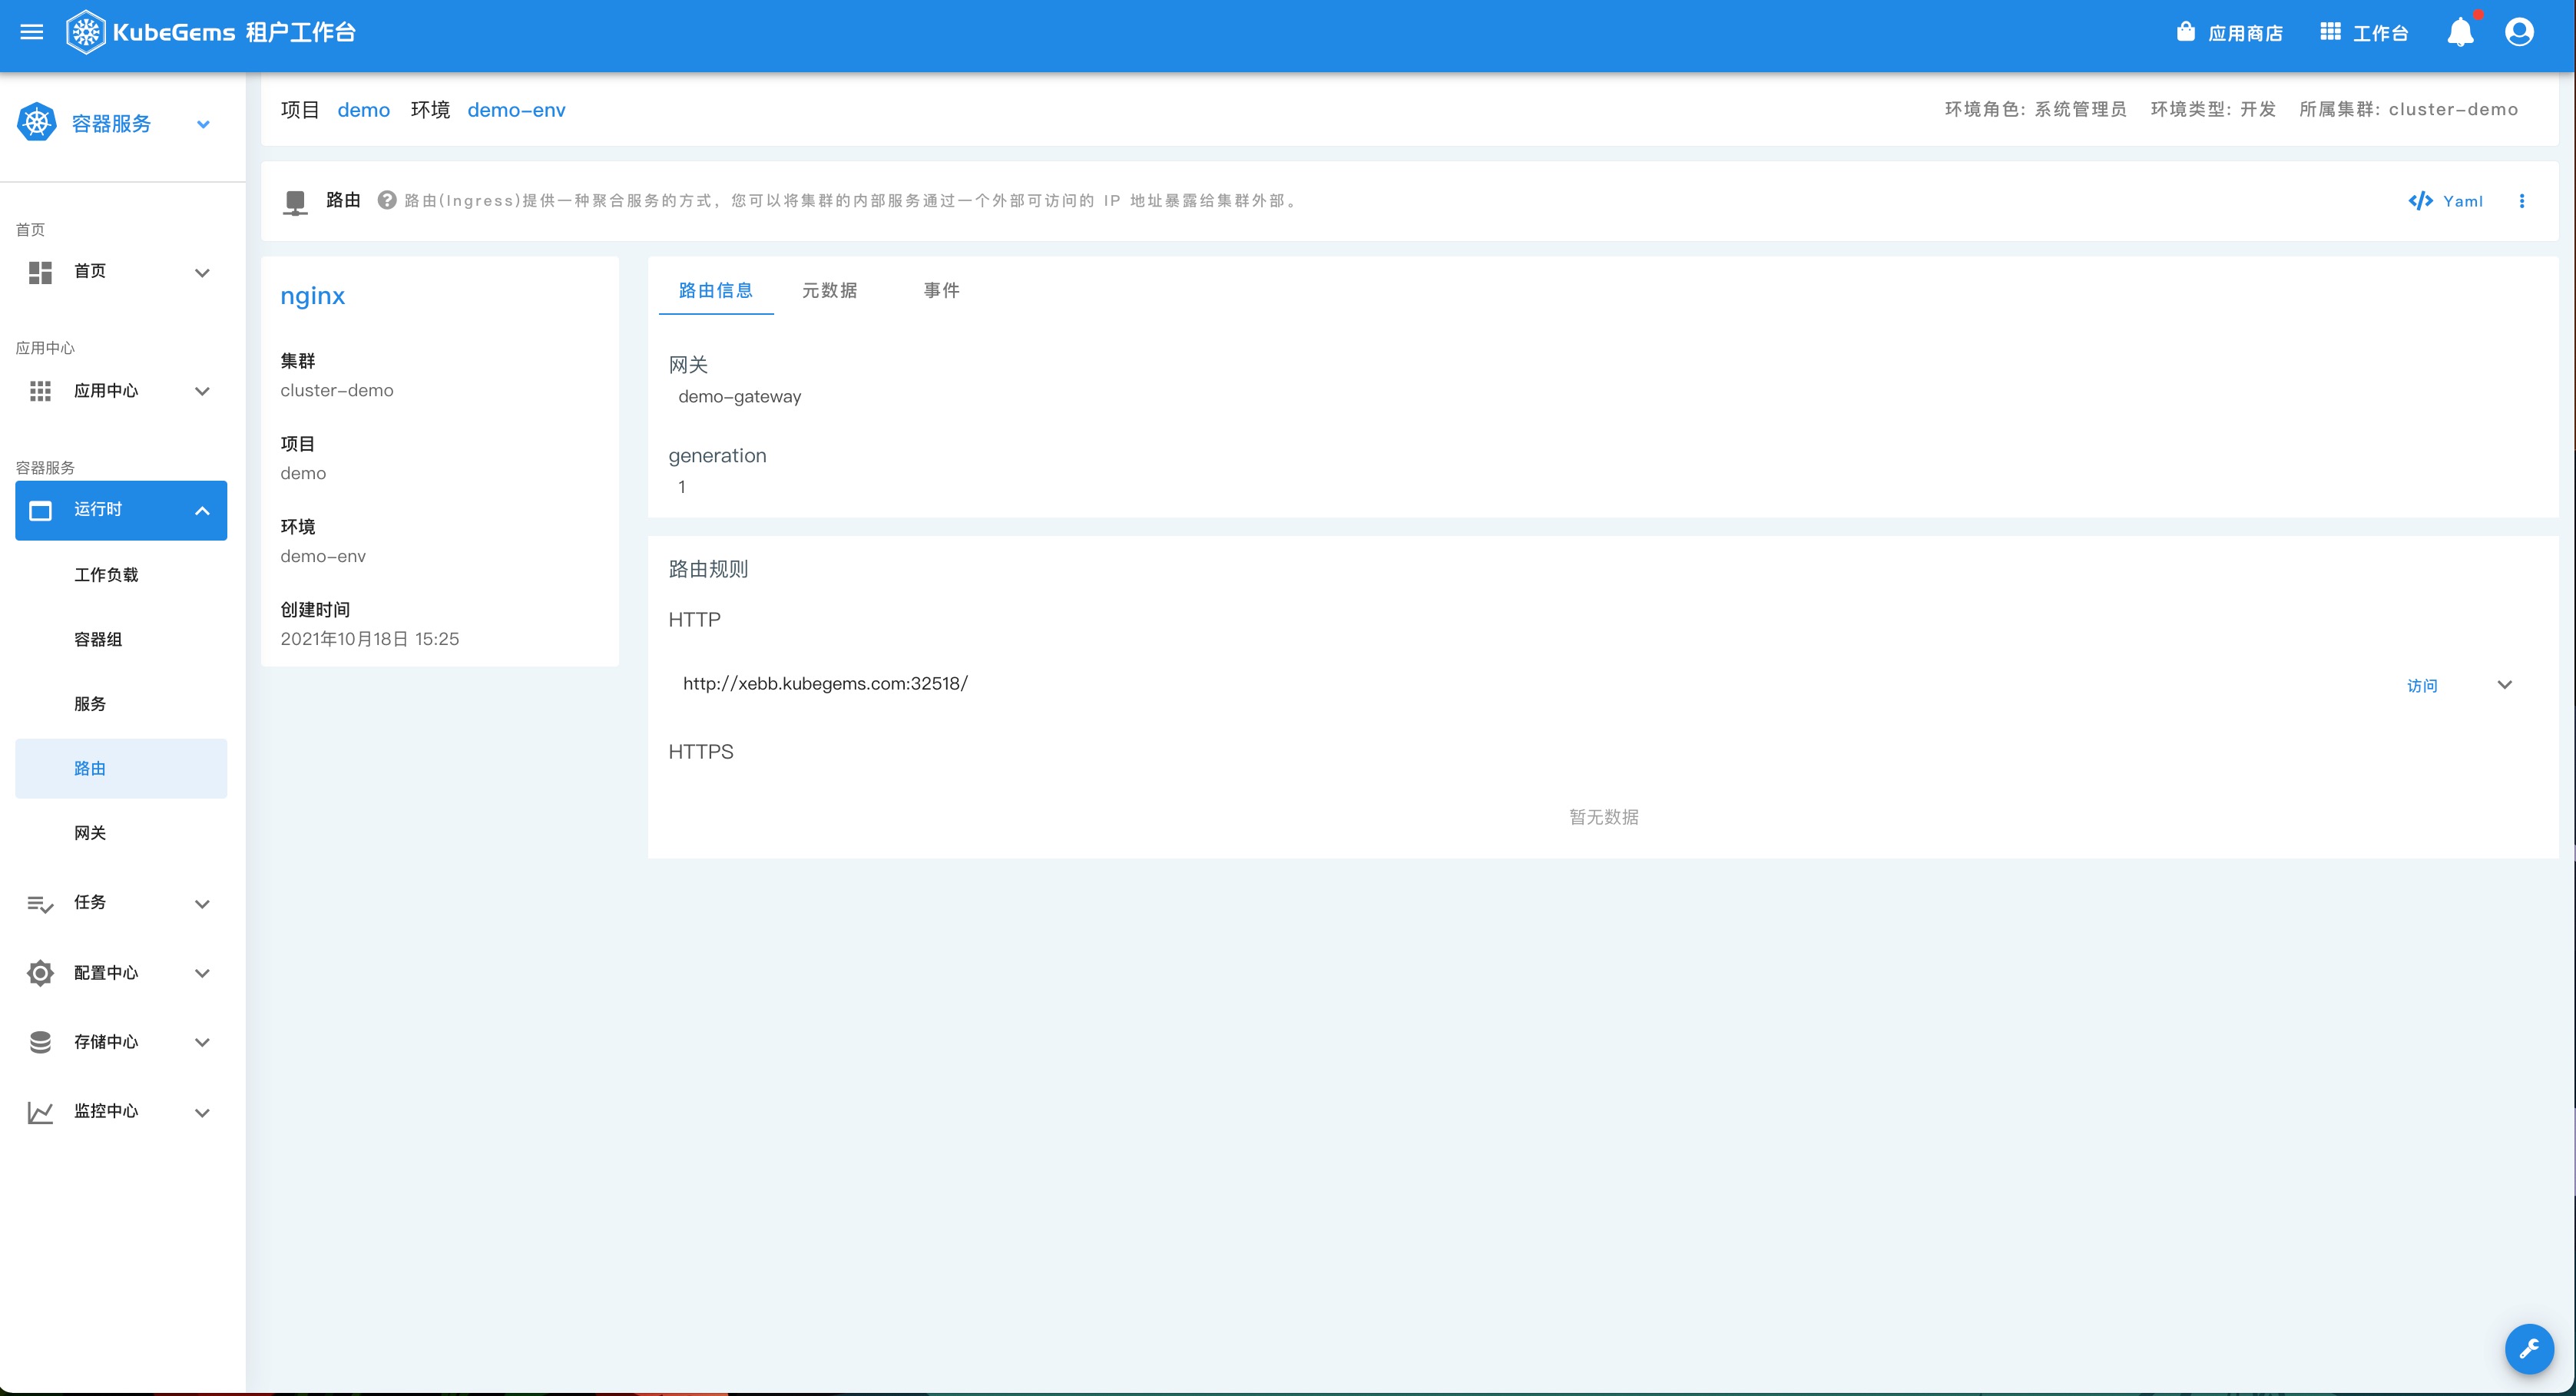 KubeGems 租户工作台
应用商店
工作台
容器服务
项目 demo 环境 demo-env
环境角色: 系统管理员 环境类型: 开发 所属集群: cluster-demo
路由 路由(Ingress)提供一种聚合服务的方式，您可以将集群的内部服务通过一个外部可访问的 IP 地址暴露给集群外部。
Yaml
首页
首页
应用中心
应用中心
容器服务
运行时
工作负载
容器组
服务
路由
网关
任务
配置中心
存储中心
监控中心
nginx
集群
cluster-demo
项目
demo
环境
demo-env
创建时间
2021年10月18日 15:25
路由信息 元数据 事件
网关
demo-gateway
generation
1
路由规则
HTTP
http://xebb.kubegems.com:32518/ 访问
HTTPS
暂无数据